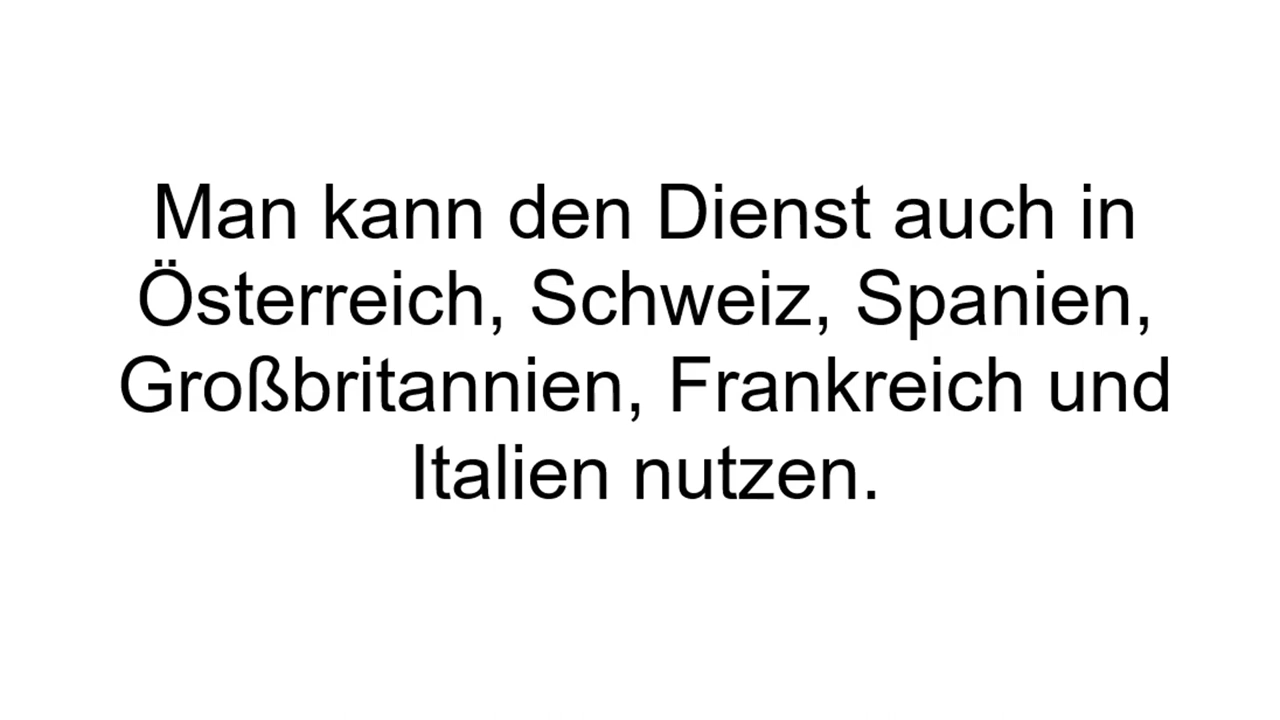 Man kann den Dienst auch in
Österreich, Schweiz, Spanien,
Großbritannien, Frankreich und
Italien nutzen.